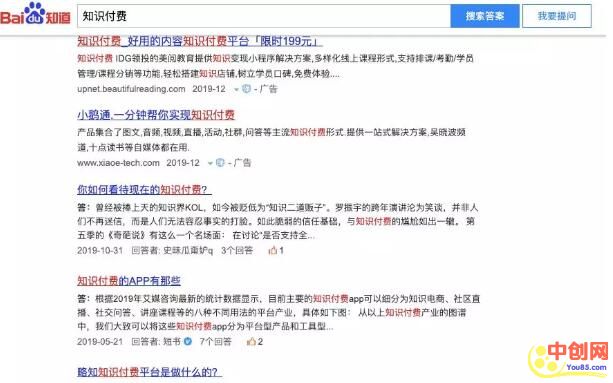 Bai du 知道
知识付费
搜索答案
我要提问
知识付费_好用的内容知识付费平台「限时199元」
知识付费 IDG领投的美阅教育提供知识变现小程序解决方案,多样化线上课程形式,支持排课/考勤/学员
管理/课程分销等功能,轻松搭建知识店铺,树立学员口碑,免费体验....
upnet.beautifulreading.com 2019-12 - 广告
小鹅通,一分钟帮你实现知识付费
产品集合了图文,音频,视频,直播,活动,社群,问答等主流知识付费形式.提供一站式解决方案,吴晓波频
道,十点读书等自媒体都在用.
www.xiaoe-tech.com 2019-12 - 广告
你如何看待现在的知识付费？
答：曾经被捧上天的知识界KOL，如今被贬低为“知识二道贩子”。罗振宇的跨年演讲沦为笑谈，并非人
们不再迷信，而是人们无法容忍事实的打脸。如此脆弱的信任基础，与知识付费的尴尬如出一辙。 第
五季的《奇葩说》有这么一个名场面： 在讨论“是否支持全...
2019-10-31 回答者: 史味瓜甭妒q 3个回答 1
知识付费的APP有那些
答：根据2019年艾媒咨询最新的统计数据显示，目前主要的知识付费app可以细分为知识电商、社区直
播、社交问答、讲座课程等的八种不同用法的平台产业，具体如下图： 从以上知识付费产业的图谱
中，我们大致可以将这些知识付费app分为平台型产品和工具型...
2019-05-21 回答者: 短书 7个回答 2
略知知识付费平台是做什么的？
中创网
You85.com